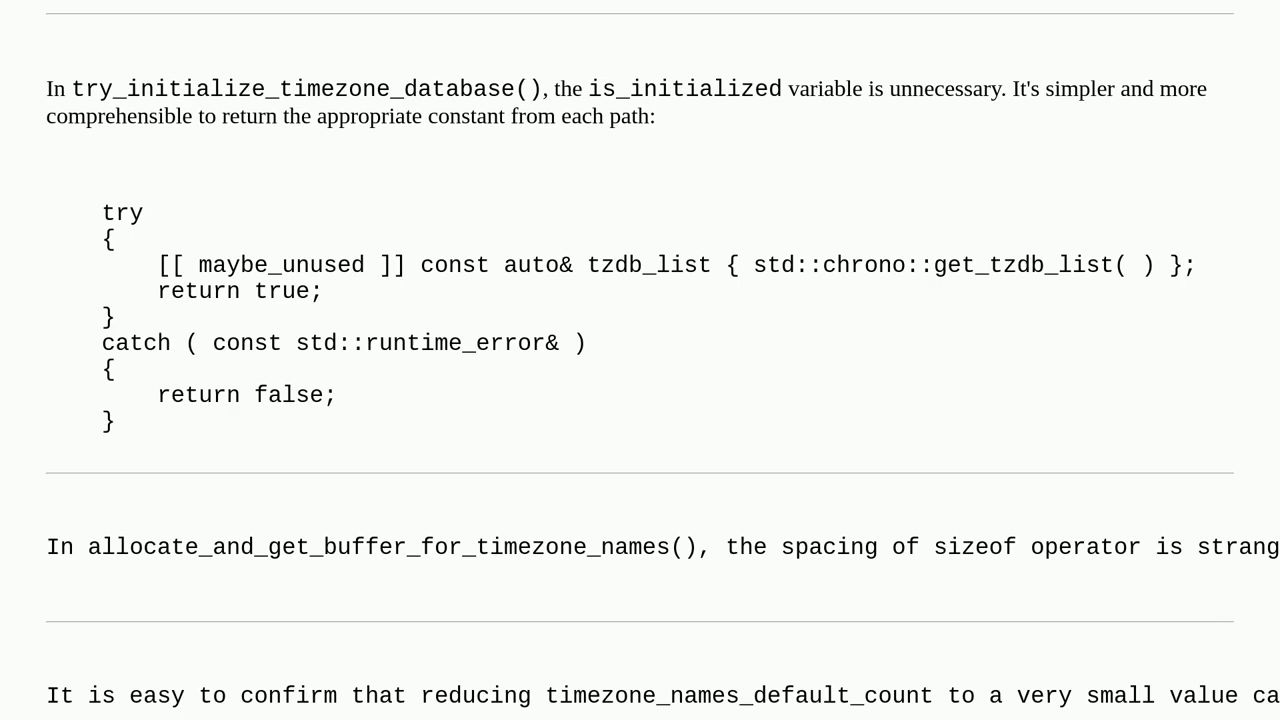 In try_initialize_timezone_database(), the is_initialized variable is unnecessary. It's simpler and more
comprehensible to return the appropriate constant from each path:
try
{
    [[ maybe_unused ]] const auto& tzdb_list { std::chrono::get_tzdb_list( ) };
    return true;
}
catch ( const std::runtime_error& )
{
    return false;
}
In allocate_and_get_buffer_for_timezone_names(), the spacing of sizeof operator is strang
It is easy to confirm that reducing timezone_names_default_count to a very small value ca